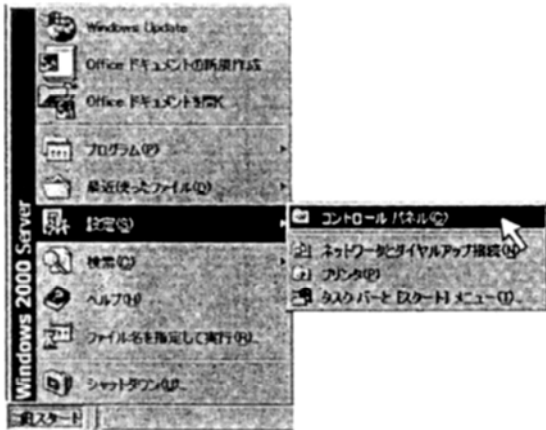 Windows Update
Office ドキュメントの新規作成
Office ドキュメントを開く
プログラム(P)
最近使ったファイル(D)
設定(S)
検索(C)
ヘルプ(H)
ファイル名を指定して実行(R)...
シャットダウン(U)...
コントロール パネル(C)
ネットワークとダイヤルアップ接続(N)
プリンタ(P)
タスク バーと [スタート] メニュー(T)...
Windows 2000 Server
スタート